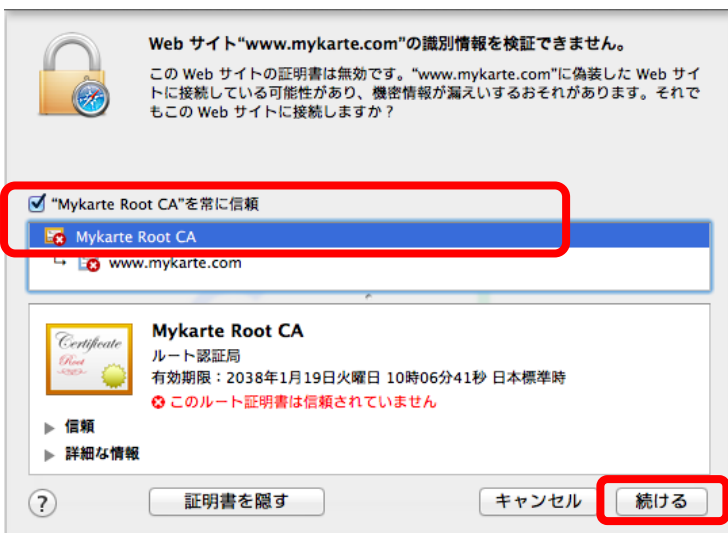 Web サイト“www.mykarte.com”の識別情報を検証できません。
この Web サイトの証明書は無効です。“www.mykarte.com”に偽装した Web サイ
トに接続している可能性があり、機密情報が漏えいするおそれがあります。それで
もこの Web サイトに接続しますか？
“Mykarte Root CA”を常に信頼
Mykarte Root CA
www.mykarte.com
Certificate
Root
Mykarte Root CA
ルート認証局
有効期限：2038年1月19日火曜日 10時06分41秒 日本標準時
このルート証明書は信頼されていません
信頼
詳細な情報
?
証明書を隠す
キャンセル
続ける